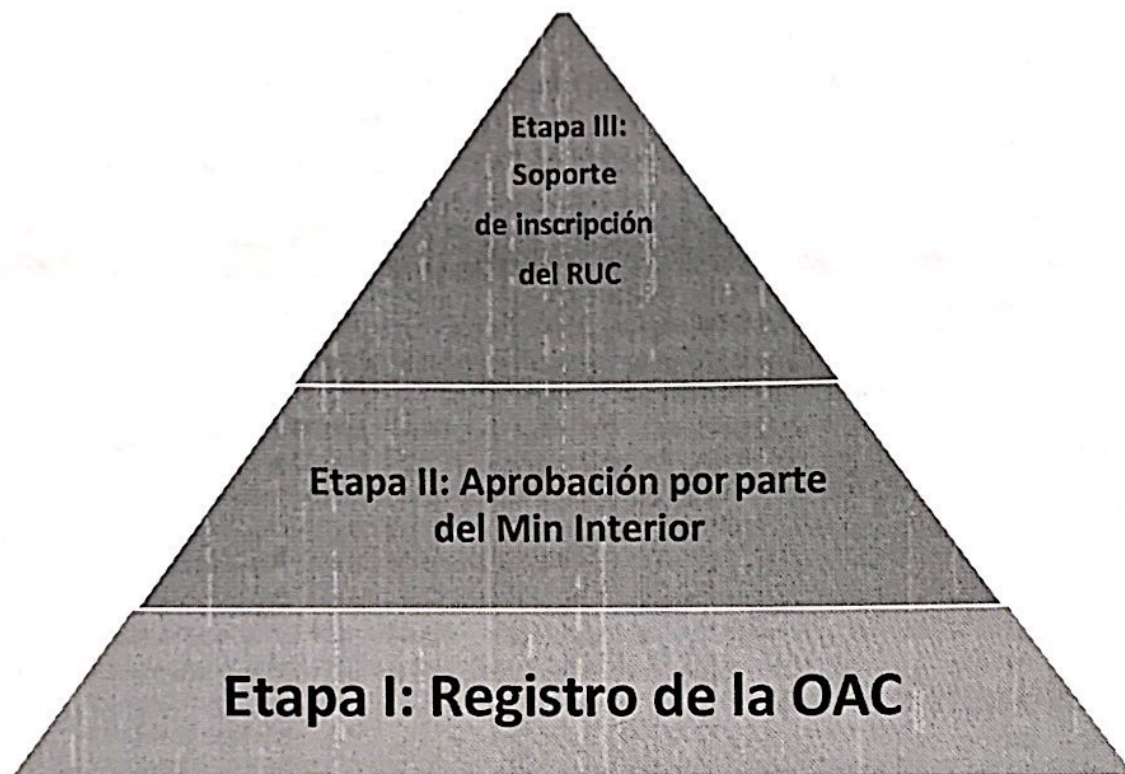 Etapa III:
Soporte
de inscripción
del RUC
Etapa II: Aprobación por parte
del Min Interior
Etapa I: Registro de la OAC